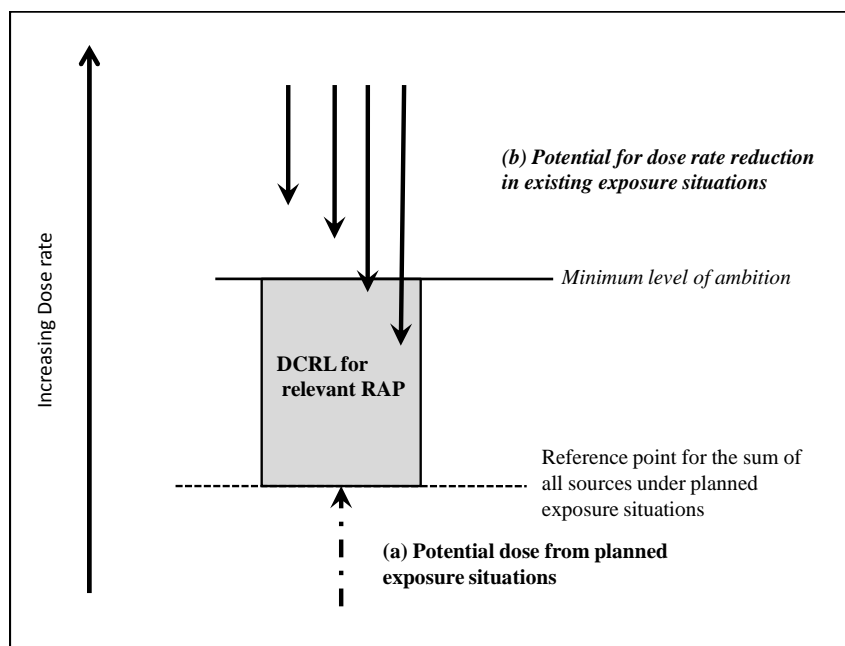 Increasing Dose rate
(b) Potential for dose rate reduction
in existing exposure situations
Minimum level of ambition
DCRL for
relevant RAP
Reference point for the sum of
all sources under planned
exposure situations
(a) Potential dose from planned
exposure situations